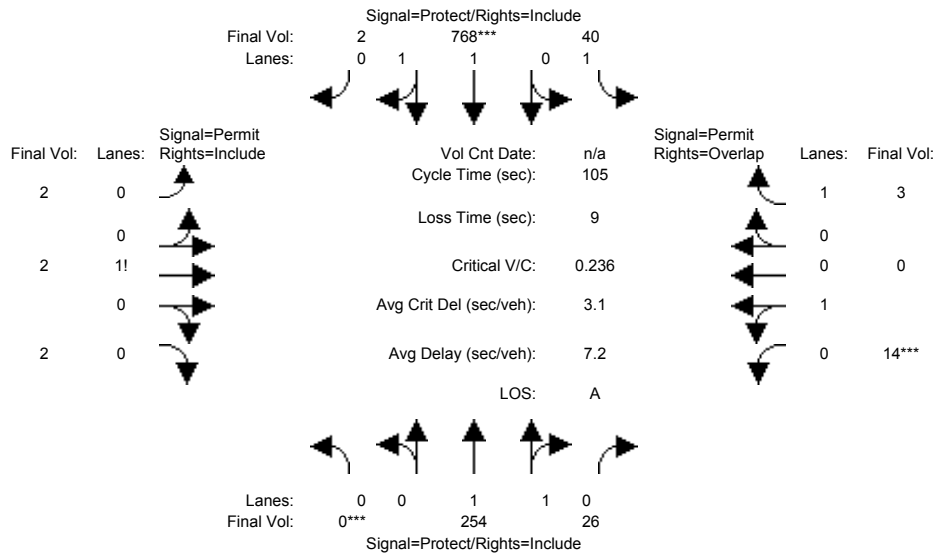 Signal=Protect/Rights=Include
Final Vol: 2 768*** 40
Lanes: 0 1 1 0 1
Signal=Permit Signal=Permit
Final Vol: Lanes: Rights=Include Vol Cnt Date: n/a Rights=Overlap Lanes: Final Vol:
Cycle Time (sec): 105
2 0 1 3
Loss Time (sec): 9
0 0
2 1! Critical V/C: 0.236 0 0
0 Avg Crit Del (sec/veh): 3.1 1
2 0 Avg Delay (sec/veh): 7.2 0 14***
LOS: A
Lanes: 0 0 1 1 0
Final Vol: 0*** 254 26
Signal=Protect/Rights=Include